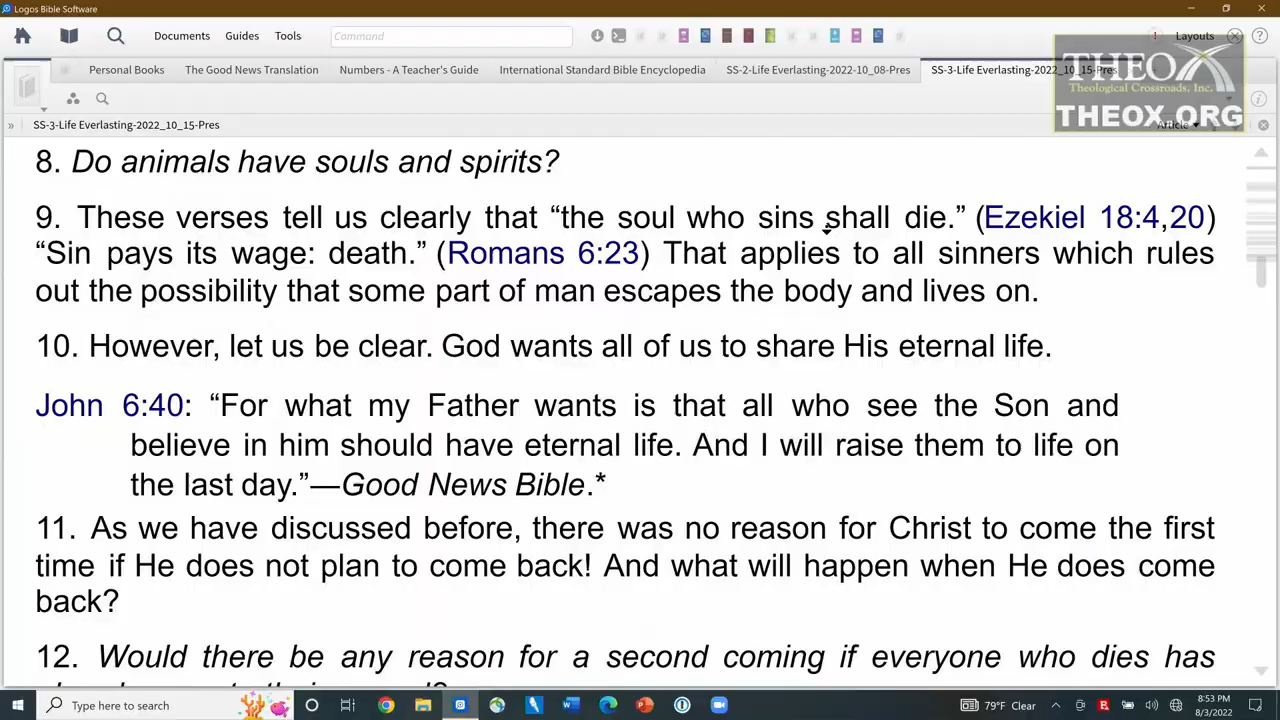 Logos Bible Software
Documents Guides Tools Command Layouts
Personal Books The Good News Translation International Standard Bible Encyclopedia SS-2-Life Everlasting-2022-10_08-Pres SS-3-Life Everlasting-2022_10_15-Pres
THEOX
Theological Crossroads, Inc.
THEOX.ORG
SS-3-Life Everlasting-2022_10_15-Pres Article
8. Do animals have souls and spirits?
9. These verses tell us clearly that “the soul who sins shall die.” (Ezekiel 18:4,20)
“Sin pays its wage: death.” (Romans 6:23) That applies to all sinners which rules
out the possibility that some part of man escapes the body and lives on.
10. However, let us be clear. God wants all of us to share His eternal life.
John 6:40: “For what my Father wants is that all who see the Son and
believe in him should have eternal life. And I will raise them to life on
the last day.”—Good News Bible.*
11. As we have discussed before, there was no reason for Christ to come the first
time if He does not plan to come back! And what will happen when He does come
back?
12. Would there be any reason for a second coming if everyone who dies has
Type here to search 79°F Clear 8:53 PM
8/3/2022